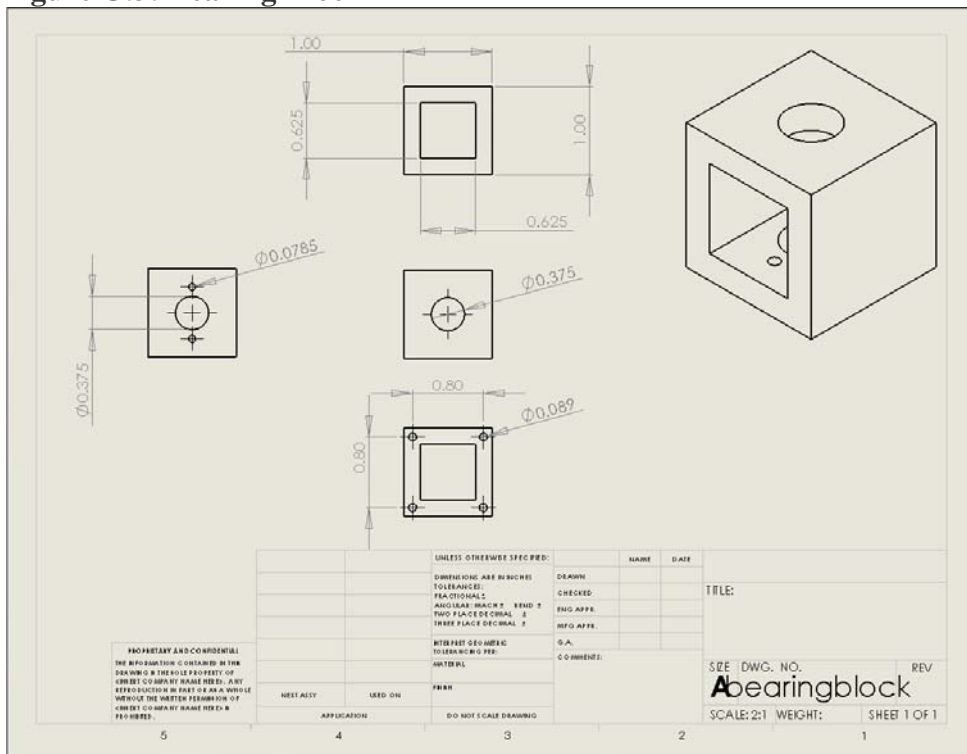 1.00
0.625
1.00
0.625
Ø0.0785
Ø0.375
Ø0.375
0.80
Ø0.089
0.80
UNLESS OTHERWISE SPECIFIED:
NAME
DATE
DIMENSIONS ARE IN INCHES
TOLERANCES:
FRACTIONAL ±
ANGULAR: MACH ± BEND ±
TWO PLACE DECIMAL ±
THREE PLACE DECIMAL ±
DRAWN
CHECKED
ENG APPR.
MFG APPR.
INTERPRET GEOMETRIC
TOLERANCING PER:
Q.A.
COMMENTS:
MATERIAL
FINISH
TITLE:
PROPRIETARY AND CONFIDENTIAL
THE INFORMATION CONTAINED IN THIS
DRAWING IS THE SOLE PROPERTY OF
<INSERT COMPANY NAME HERE>. ANY
REPRODUCTION IN PART OR AS A WHOLE
WITHOUT THE WRITTEN PERMISSION OF
<INSERT COMPANY NAME HERE> IS
PROHIBITED.
NEXT ASSY
USED ON
APPLICATION
DO NOT SCALE DRAWING
SIZE DWG. NO. REV
A bearingblock
SCALE: 2:1 WEIGHT: SHEET 1 OF 1
5 4 3 2 1